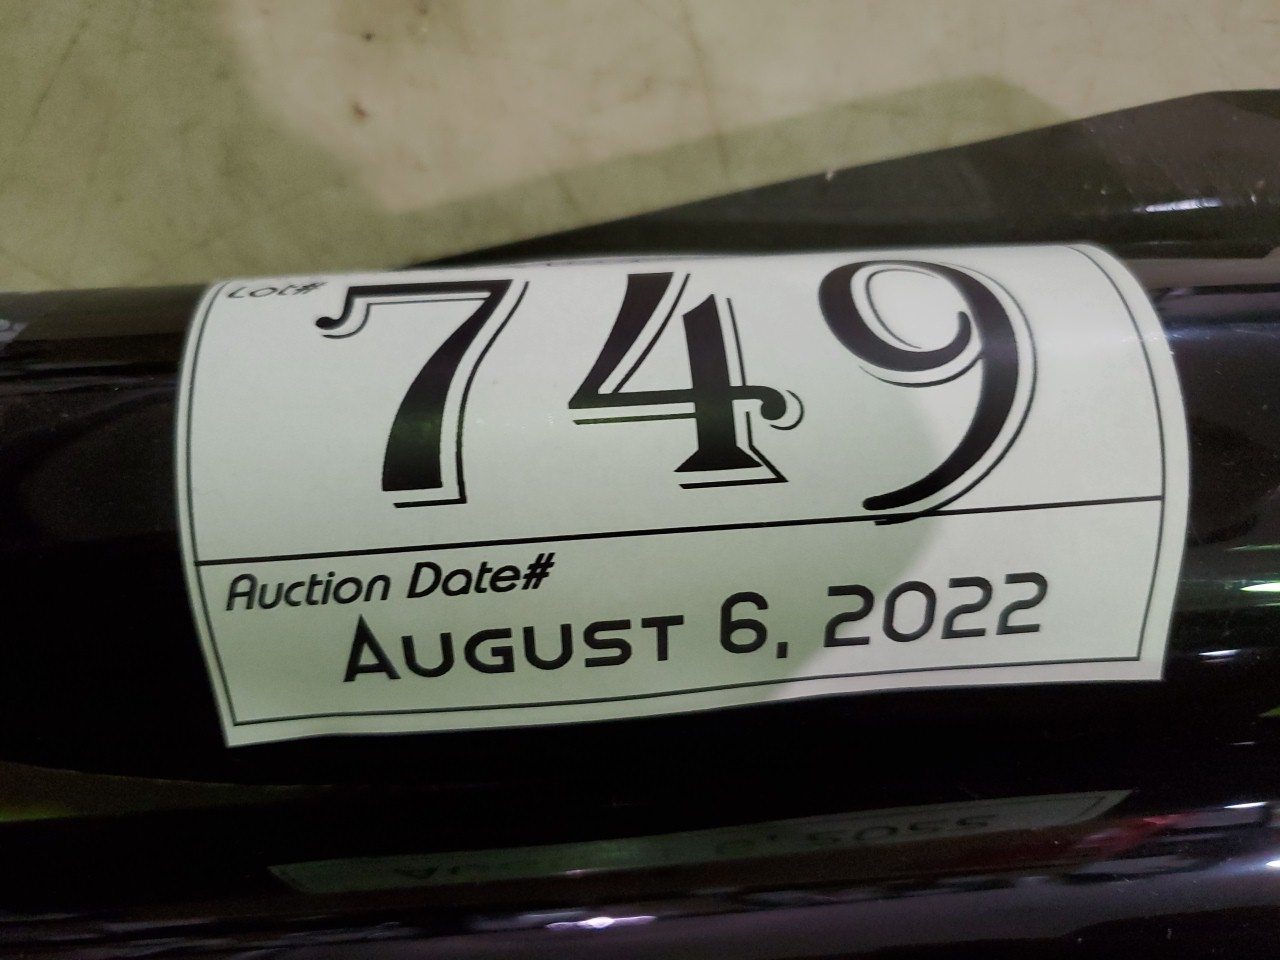 Lot#
749
Auction Date#
August 6, 2022